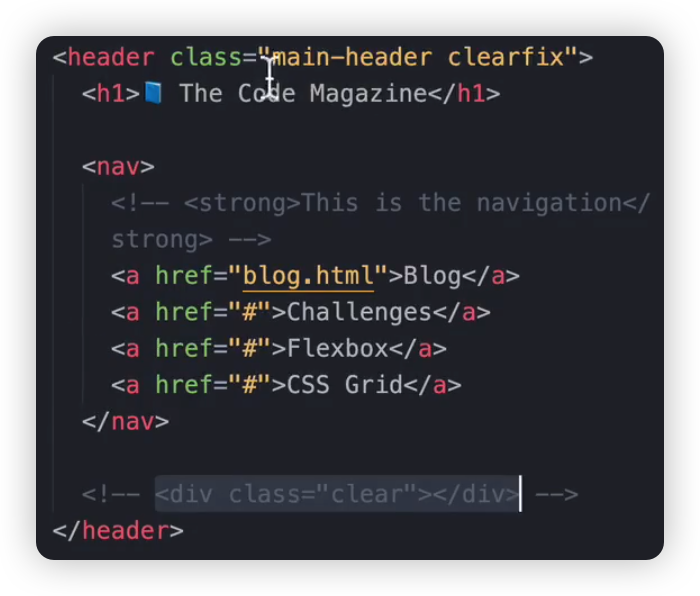 <header class="main-header clearfix">
<h1>📘 The Code Magazine</h1>
<nav>
<!-- <strong>This is the navigation</
strong> -->
<a href="blog.html">Blog</a>
<a href="#">Challenges</a>
<a href="#">Flexbox</a>
<a href="#">CSS Grid</a>
</nav>
<!-- <div class="clear"></div> -->
</header>